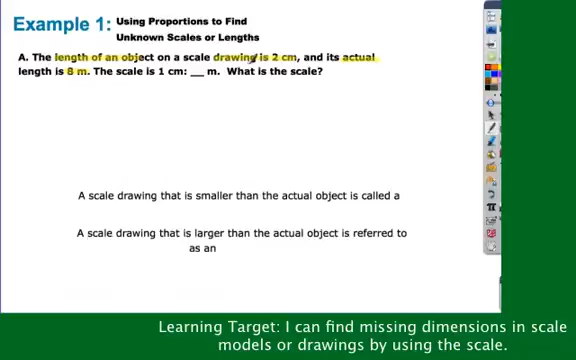 Example 1: Using Proportions to Find
Unknown Scales or Lengths
A. The length of an object on a scale drawing is 2 cm, and its actual
length is 8 m. The scale is 1 cm: __ m. What is the scale?
A scale drawing that is smaller than the actual object is called a
A scale drawing that is larger than the actual object is referred to
as an
Learning Target: I can find missing dimensions in scale
models or drawings by using the scale.